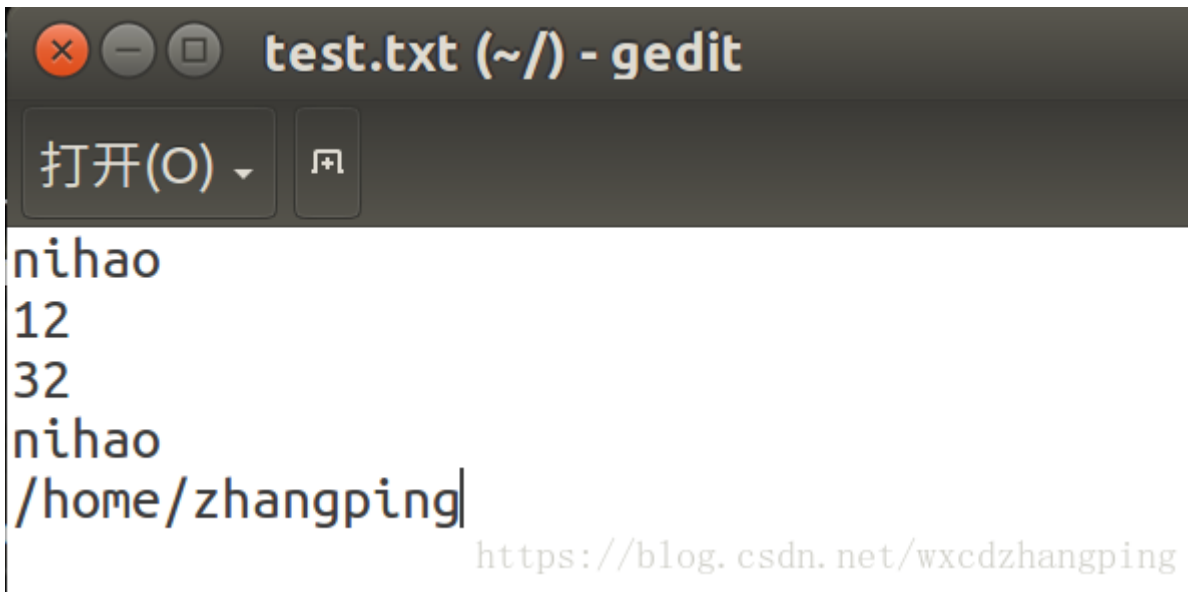 test.txt (~/) - gedit
打开(O)
nihao
12
32
nihao
/home/zhangping
https://blog.csdn.net/wxcdzhangping